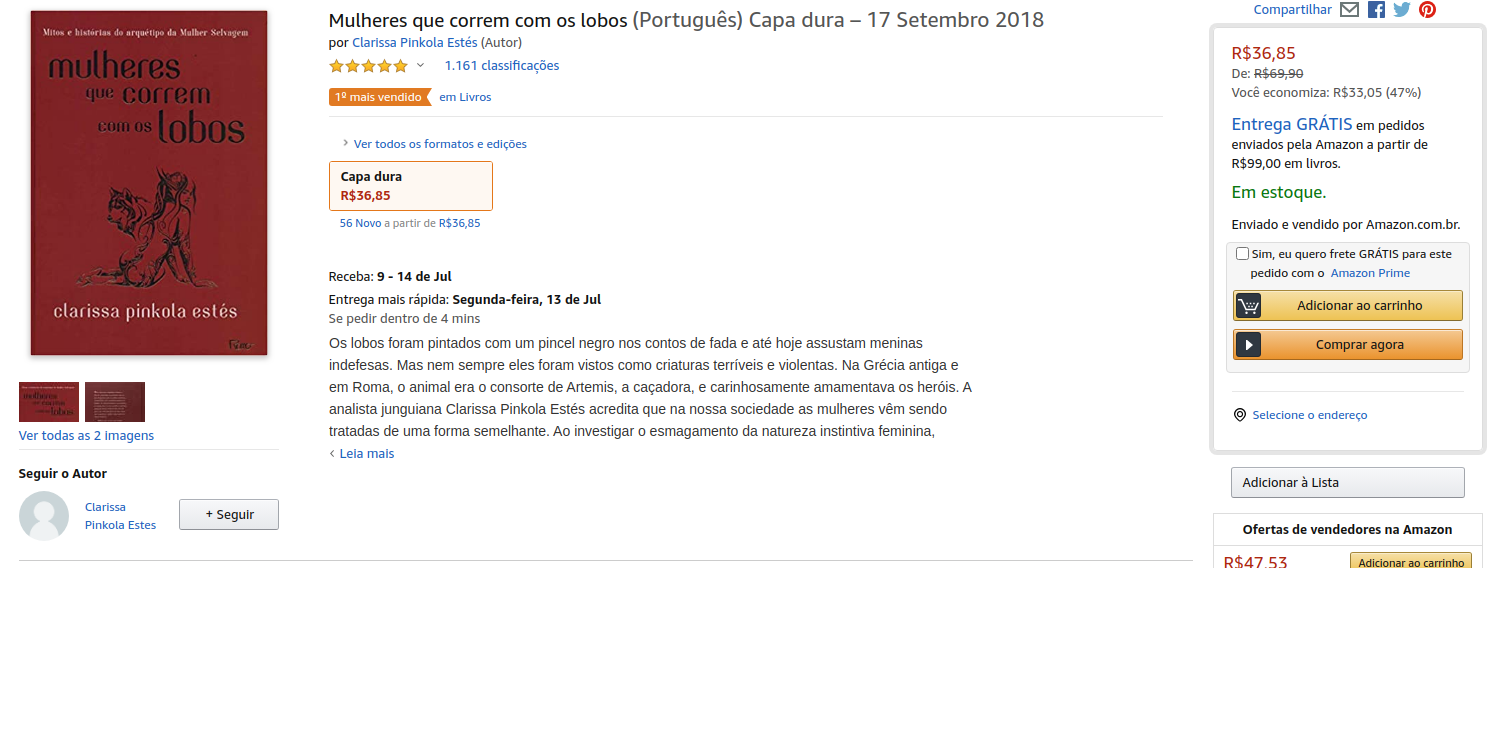 Mitos e histórias do arquétipo da Mulher Selvagem
mulheres
que correm
com os lobos
clarissa pinkola estés
Ver todas as 2 imagens
Seguir o Autor
Clarissa
Pinkola Estes
+ Seguir
Mulheres que correm com os lobos (Português) Capa dura – 17 Setembro 2018
por Clarissa Pinkola Estés (Autor)
1.161 classificações
1º mais vendido em Livros
› Ver todos os formatos e edições
Capa dura
R$36,85
56 Novo a partir de R$36,85
Receba: 9 - 14 de Jul
Entrega mais rápida: Segunda-feira, 13 de Jul
Se pedir dentro de 4 mins
Os lobos foram pintados com um pincel negro nos contos de fada e até hoje assustam meninas
indefesas. Mas nem sempre eles foram vistos como criaturas terríveis e violentas. Na Grécia antiga e
em Roma, o animal era o consorte de Artemis, a caçadora, e carinhosamente amamentava os heróis. A
analista junguiana Clarissa Pinkola Estés acredita que na nossa sociedade as mulheres vêm sendo
tratadas de uma forma semelhante. Ao investigar o esmagamento da natureza instintiva feminina,
‹ Leia mais
Compartilhar
R$36,85
De: R$69,90
Você economiza: R$33,05 (47%)
Entrega GRÁTIS em pedidos
enviados pela Amazon a partir de
R$99,00 em livros.
Em estoque.
Enviado e vendido por Amazon.com.br.
Sim, eu quero frete GRÁTIS para este
pedido com o Amazon Prime
Adicionar ao carrinho
Comprar agora
Selecione o endereço
Adicionar à Lista
Ofertas de vendedores na Amazon
R$47,53
Adicionar ao carrinho